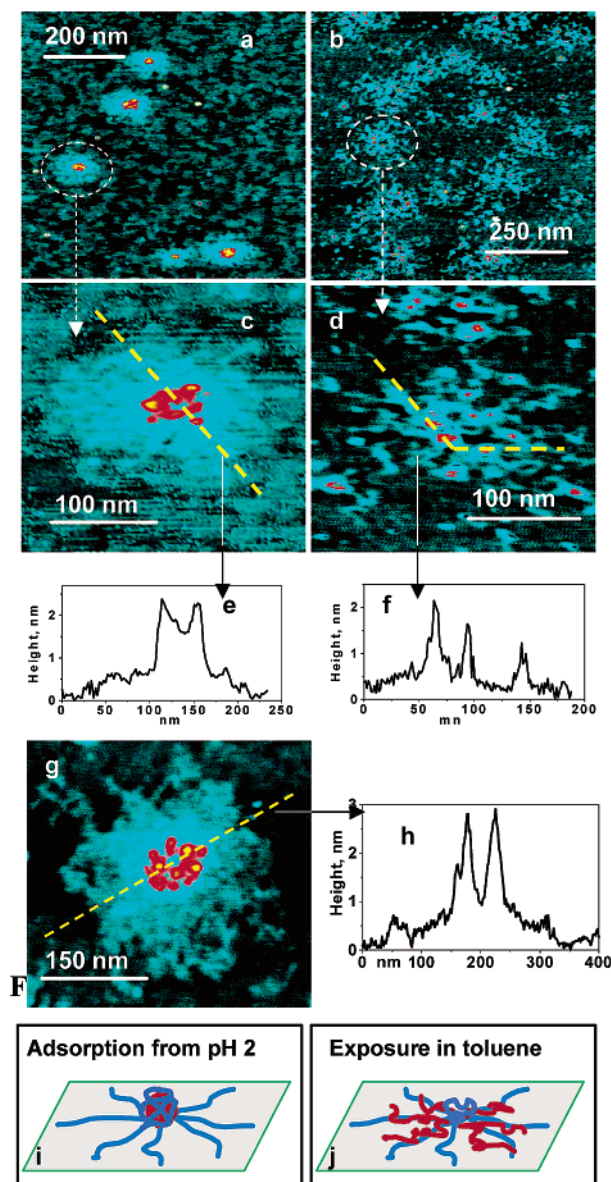 200 nm
a
b
250 nm
c
100 nm
d
100 nm
e
Height, nm
2
1
0
0 50 100 150 200 250
nm
f
Height, nm
2
1
0
0 50 100 150 200
mn
g
150 nm
F
h
Height, nm
3
2
1
0
0 nm 100 200 300 400
Adsorption from pH 2
i
Exposure in toluene
j